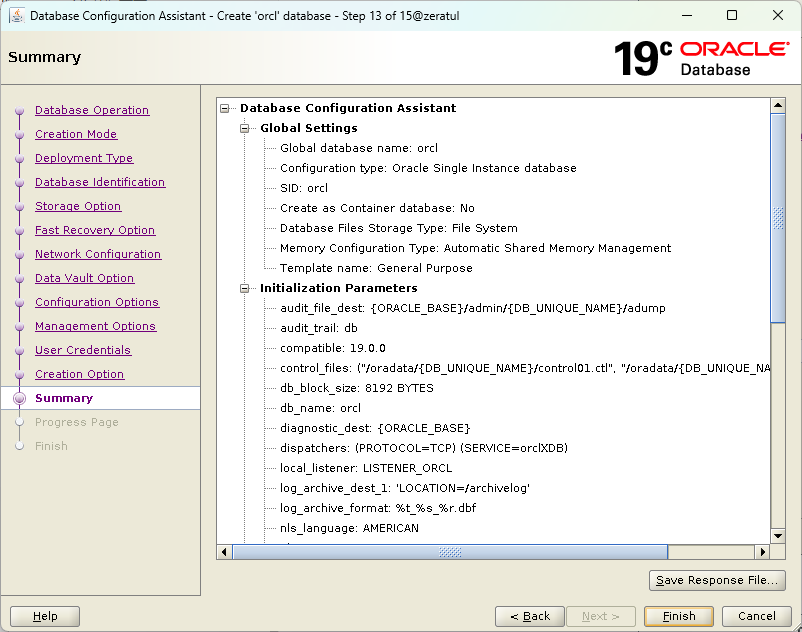 Database Configuration Assistant - Create 'orcl' database - Step 13 of 15@zeratul
Summary
19c ORACLE Database
Database Operation
Creation Mode
Deployment Type
Database Identification
Storage Option
Fast Recovery Option
Network Configuration
Data Vault Option
Configuration Options
Management Options
User Credentials
Creation Option
Summary
Progress Page
Finish
Database Configuration Assistant
Global Settings
Global database name: orcl
Configuration type: Oracle Single Instance database
SID: orcl
Create as Container database: No
Database Files Storage Type: File System
Memory Configuration Type: Automatic Shared Memory Management
Template name: General Purpose
Initialization Parameters
audit_file_dest: {ORACLE_BASE}/admin/{DB_UNIQUE_NAME}/adump
audit_trail: db
compatible: 19.0.0
control_files: ("/oradata/{DB_UNIQUE_NAME}/control01.ctl", "/oradata/{DB_UNIQUE_NA
db_block_size: 8192 BYTES
db_name: orcl
diagnostic_dest: {ORACLE_BASE}
dispatchers: (PROTOCOL=TCP) (SERVICE=orclXDB)
local_listener: LISTENER_ORCL
log_archive_dest_1: 'LOCATION=/archivelog'
log_archive_format: %t_%s_%r.dbf
nls_language: AMERICAN
Save Response File...
Help
< Back
Next >
Finish
Cancel